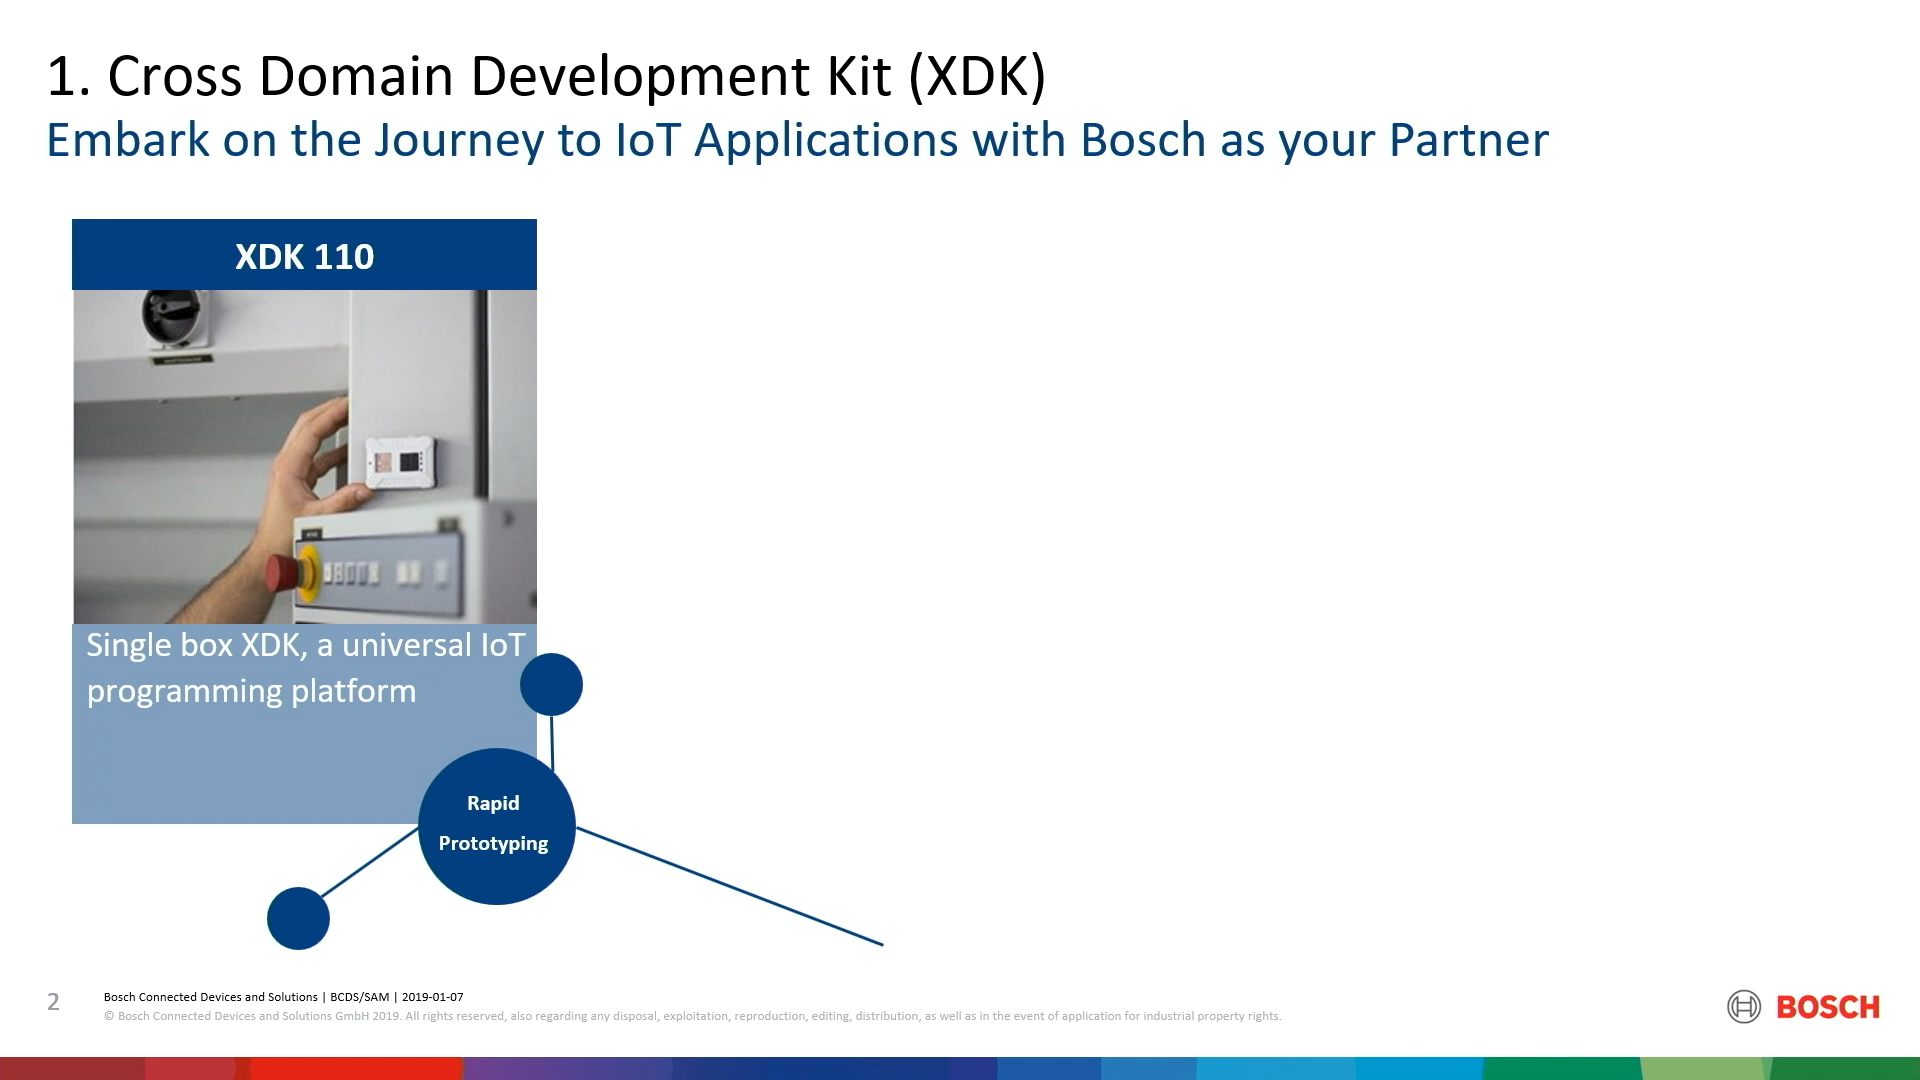 1. Cross Domain Development Kit (XDK)
Embark on the Journey to IoT Applications with Bosch as your Partner
XDK 110
Single box XDK, a universal IoT
programming platform
Rapid
Prototyping
2
Bosch Connected Devices and Solutions | BCDS/SAM | 2019-01-07
© Bosch Connected Devices and Solutions GmbH 2019. All rights reserved, also regarding any disposal, exploitation, reproduction, editing, distribution, as well as in the event of application for industrial property rights.
BOSCH